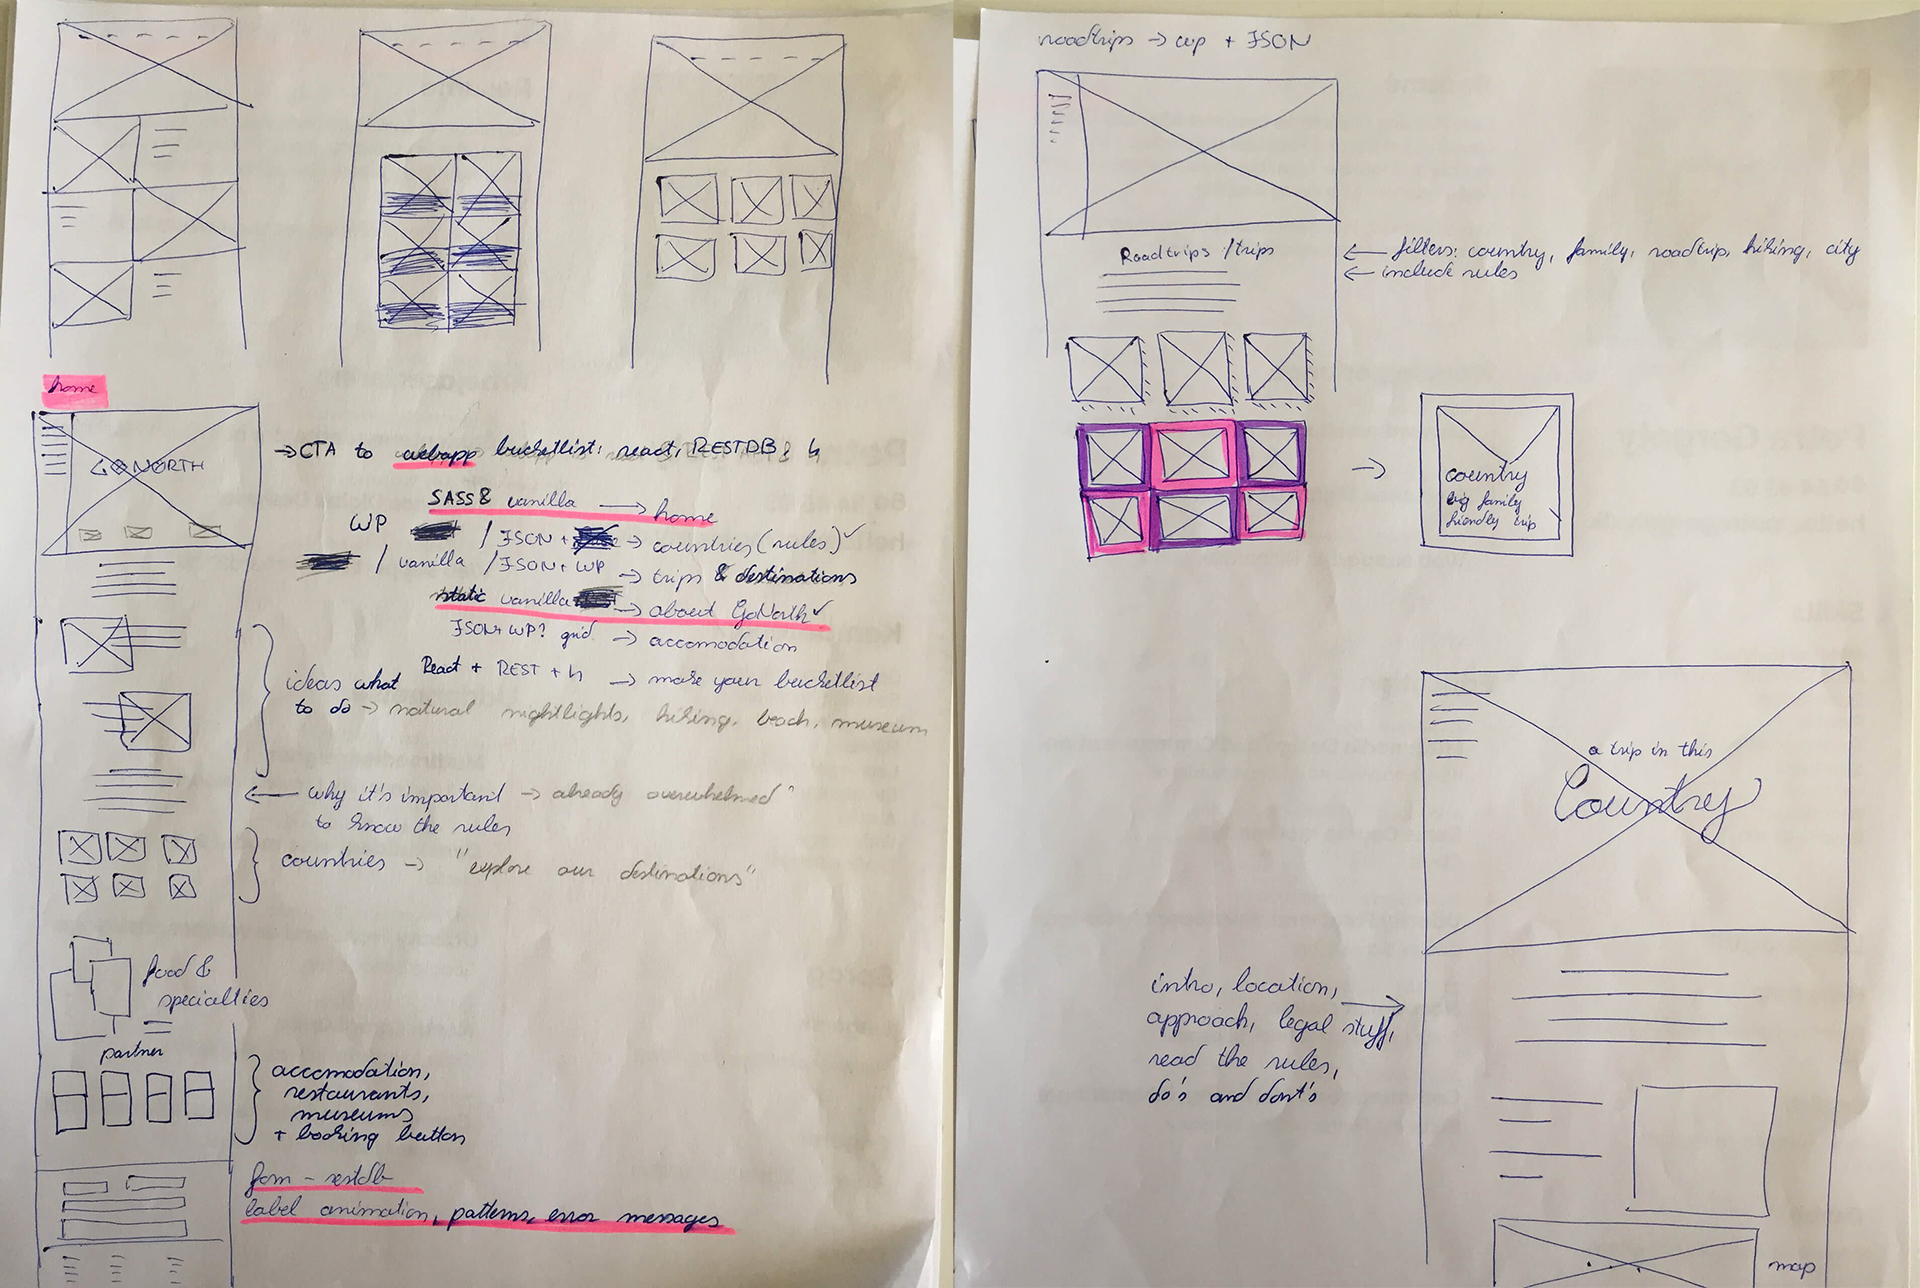 home
GO NORTH
→ CTA to webapp bucketlist: react, RESTDB &
SASS & vanilla → home
WP / JSON + → countries (rules) ✓
/ vanilla / JSON + WP → trips & destinations
static vanilla → about GoNorth ✓
JSON + WP? grid → accomodation
React + REST + → make your bucketlist
ideas what
to do → natural nightlights, hiking, beach, museum
← why it's important → already overwhelmed"
to know the rules
countries → "explore our destinations"
food &
specialties
partner
accomodation,
restaurants,
museums
+ booking button
form - restdb
label animation, patterns, error messages
roadtrips → wp + JSON
Roadtrips / trips
← filters: country, family, roadtrip, hiking, city
← include rules
→
country
big family
friendly trip
a trip in this
Country
intro, location, →
approach, legal stuff,
read the rules,
do's and dont's
map